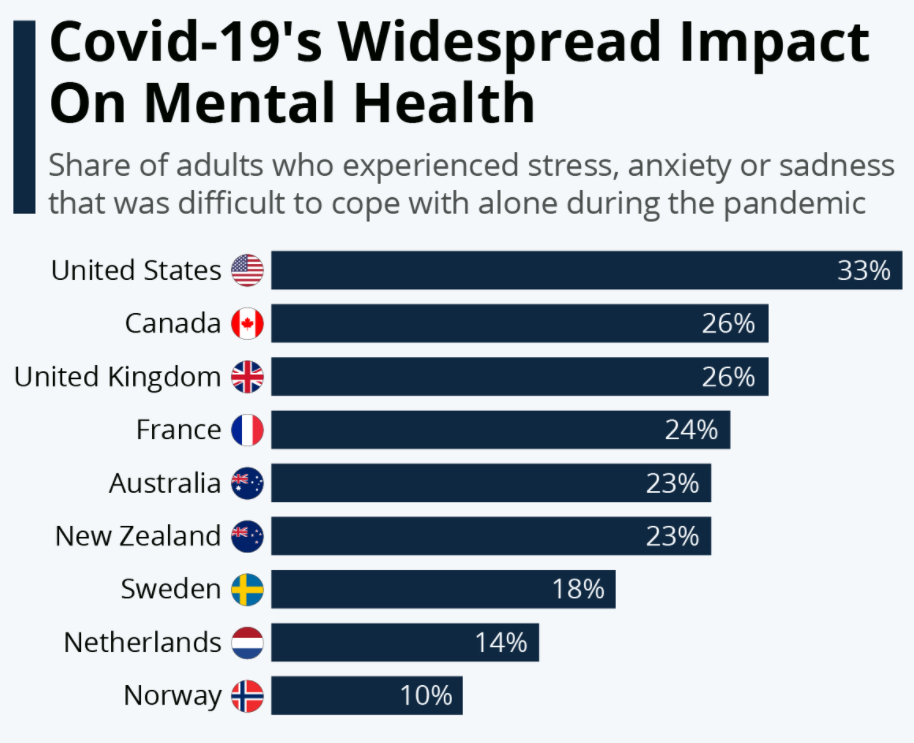 Covid-19's Widespread Impact
On Mental Health
Share of adults who experienced stress, anxiety or sadness
that was difficult to cope with alone during the pandemic
United States 33%
Canada 26%
United Kingdom 26%
France 24%
Australia 23%
New Zealand 23%
Sweden 18%
Netherlands 14%
Norway 10%